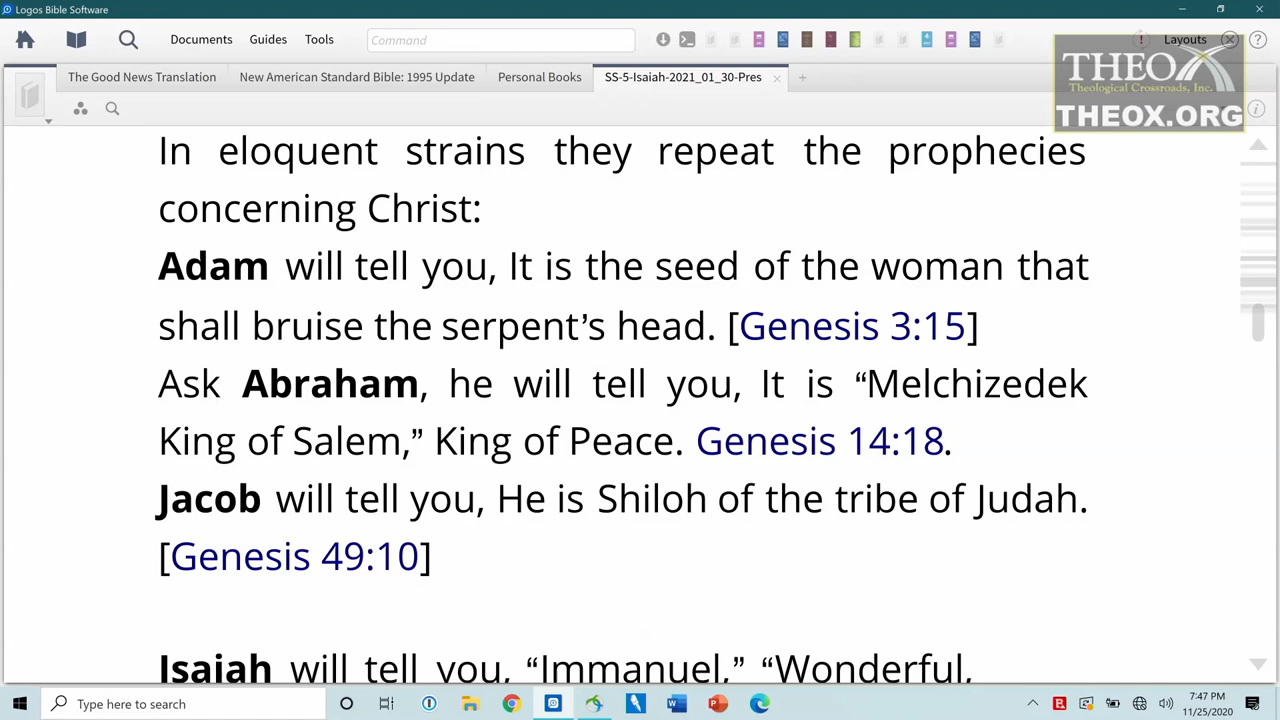 Logos Bible Software
Documents Guides Tools Command Layouts
THEOX
Theological Crossroads, Inc.
THEOX.ORG
The Good News Translation New American Standard Bible: 1995 Update Personal Books SS-5-Isaiah-2021_01_30-Pres
In eloquent strains they repeat the prophecies
concerning Christ:
Adam will tell you, It is the seed of the woman that
shall bruise the serpent’s head. [Genesis 3:15]
Ask Abraham, he will tell you, It is “Melchizedek
King of Salem,” King of Peace. Genesis 14:18.
Jacob will tell you, He is Shiloh of the tribe of Judah.
[Genesis 49:10]
Isaiah will tell you, “Immanuel,” “Wonderful,
Type here to search
7:47 PM
11/25/2020